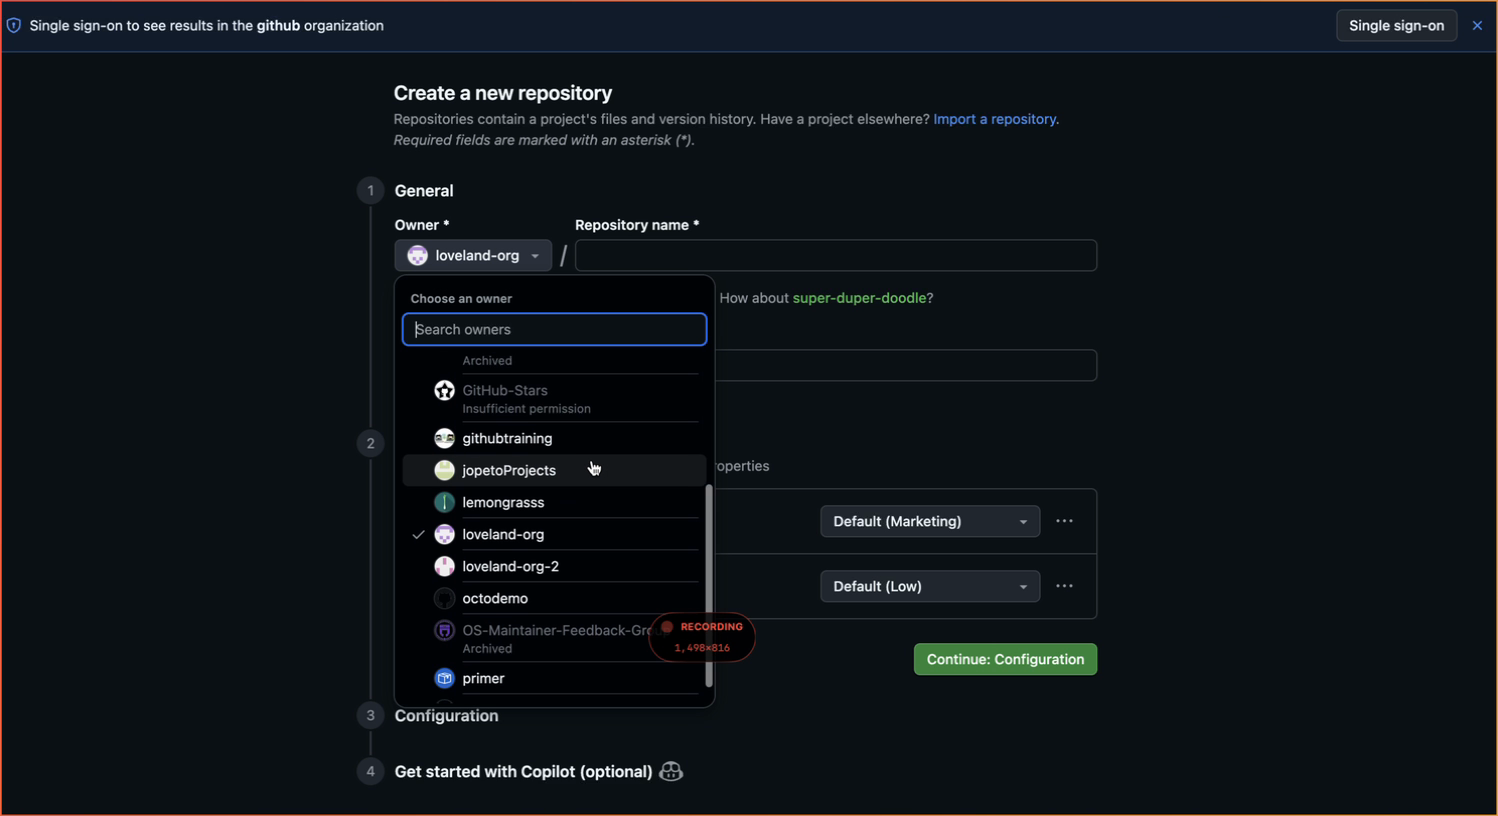 Single sign-on to see results in the github organization
Single sign-on
Create a new repository
Repositories contain a project's files and version history. Have a project elsewhere? Import a repository.
Required fields are marked with an asterisk (*).
1 General
Owner *
Repository name *
loveland-org
/
Choose an owner
How about super-duper-doodle?
Search owners
Archived
GitHub-Stars
Insufficient permission
githubtraining
2
jopetoProjects
roperties
lemongrasss
Default (Marketing)
loveland-org
loveland-org-2
Default (Low)
octodemo
OS-Maintainer-Feedback-Gro
Archived
RECORDING
1,498×816
Continue: Configuration
primer
3 Configuration
4 Get started with Copilot (optional)